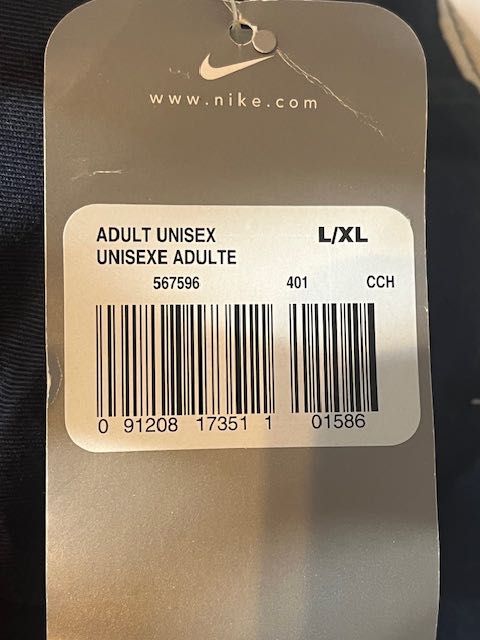 www.nike.com
ADULT UNISEX L/XL
UNISEXE ADULTE
567596 401 CCH
0 91208 17351 1 01586